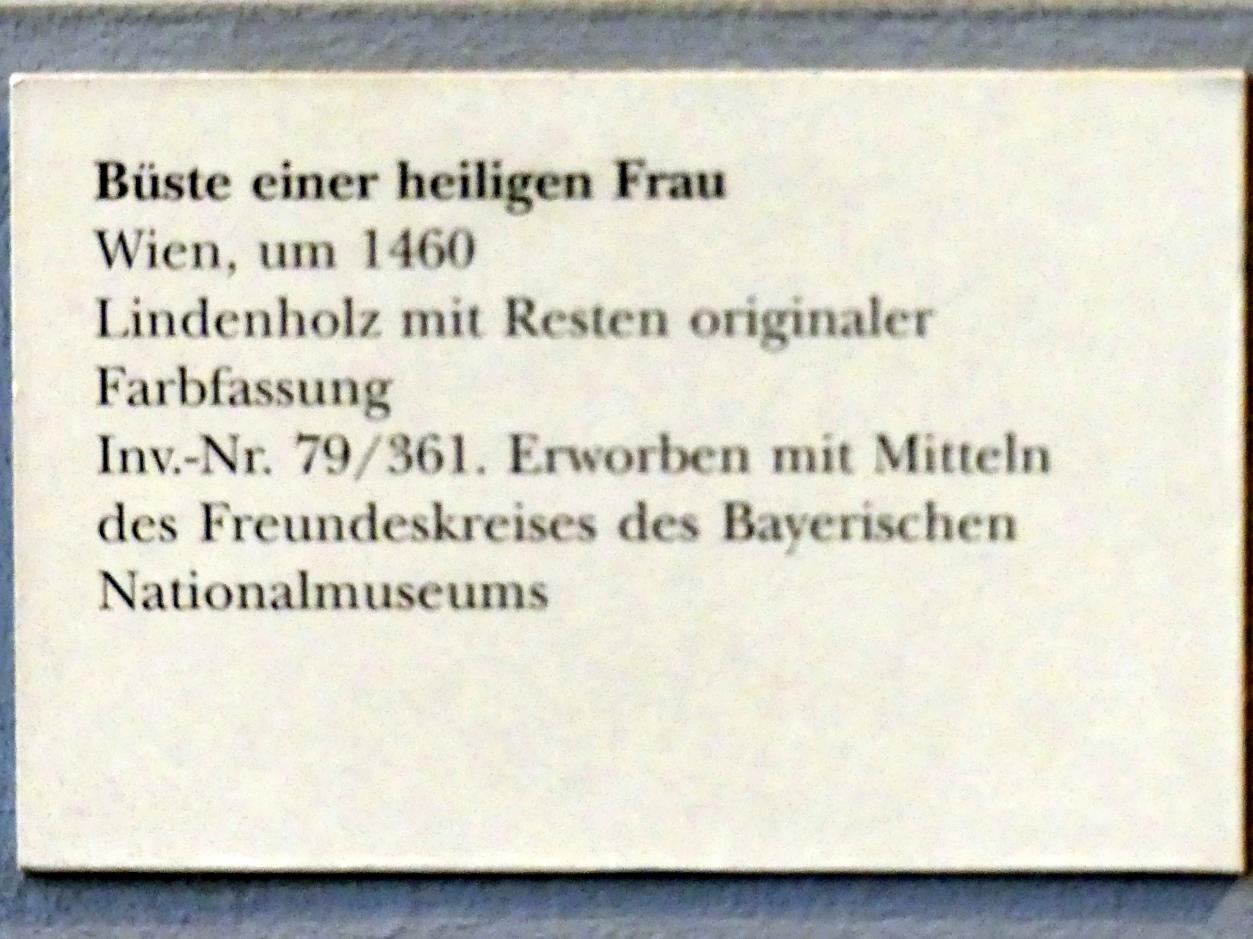 Büste einer heiligen Frau
Wien, um 1460
Lindenholz mit Resten originaler
Farbfassung
Inv.-Nr. 79/361. Erworben mit Mitteln
des Freundeskreises des Bayerischen
Nationalmuseums